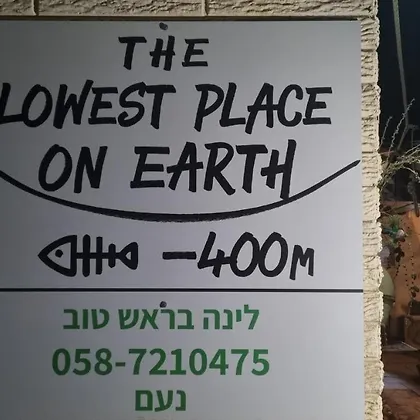 THE
LOWEST PLACE
ON EARTH
-400M
לינה בראש טוב
058-7210475
נעם